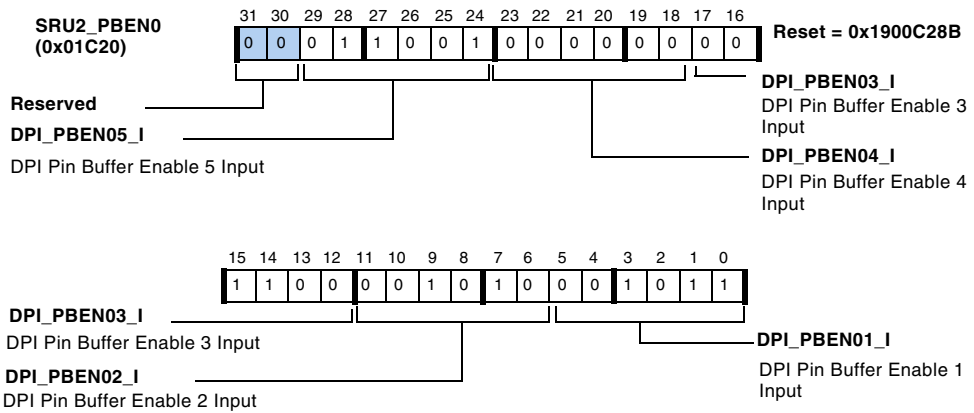 SRU2_PBEN0
(0x01C20)
31 30 29 28 27 26 25 24 23 22 21 20 19 18 17 16
0 0 0 1 1 0 0 1 0 0 0 0 0 0 0 0
Reset = 0x1900C28B
Reserved
DPI_PBEN05_I
DPI Pin Buffer Enable 5 Input
DPI_PBEN03_I
DPI Pin Buffer Enable 3
Input
DPI_PBEN04_I
DPI Pin Buffer Enable 4
Input
15 14 13 12 11 10 9 8 7 6 5 4 3 2 1 0
1 1 0 0 0 0 1 0 1 0 0 0 1 0 1 1
DPI_PBEN03_I
DPI Pin Buffer Enable 3 Input
DPI_PBEN02_I
DPI Pin Buffer Enable 2 Input
DPI_PBEN01_I
DPI Pin Buffer Enable 1
Input